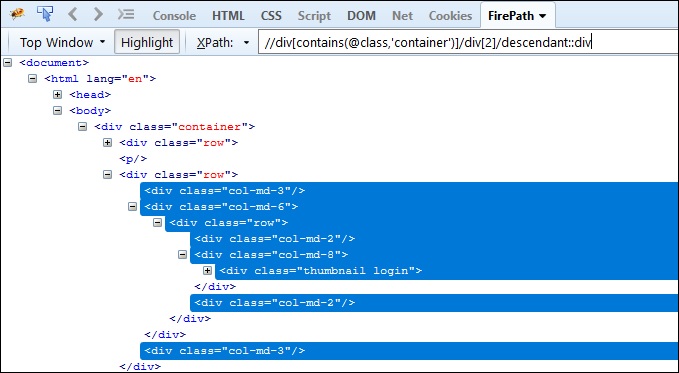 Console HTML CSS Script DOM Net Cookies FirePath
Top Window Highlight XPath: //div[contains(@class,'container')]/div[2]/descendant::div
<document>
<html lang="en">
<head>
<body>
<div class="container">
<div class="row">
<p/>
<div class="row">
<div class="col-md-3"/>
<div class="col-md-6">
<div class="row">
<div class="col-md-2"/>
<div class="col-md-8">
<div class="thumbnail login">
</div>
<div class="col-md-2"/>
</div>
</div>
<div class="col-md-3"/>
</div>